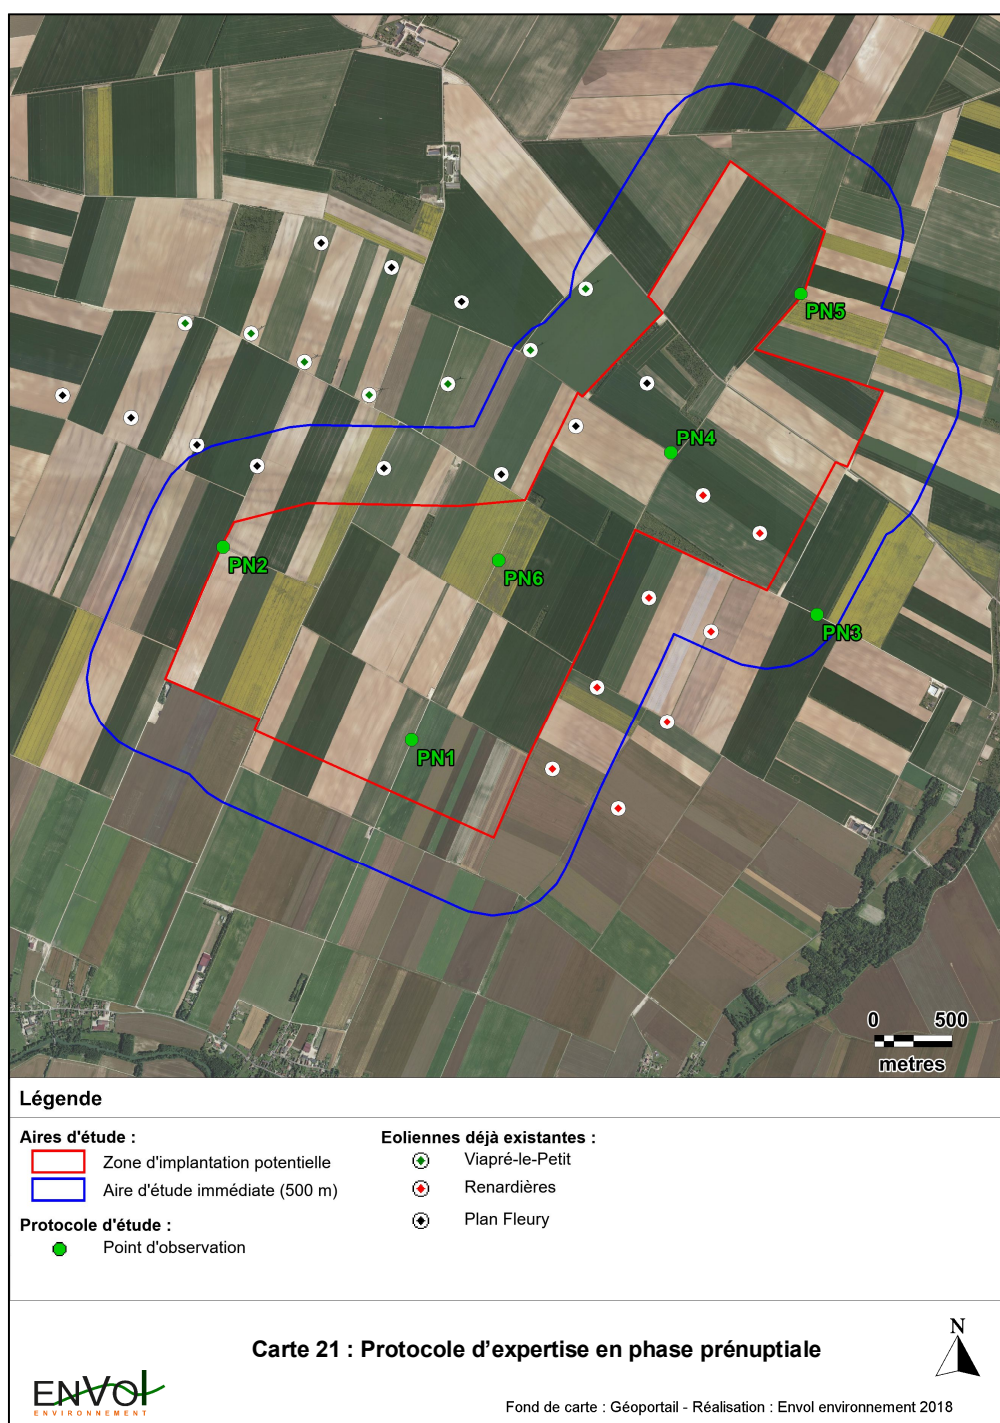 PN5
PN4
PN2
PN6
PN3
PN1
0 500
metres
Légende
Aires d'étude :
Zone d'implantation potentielle
Aire d'étude immédiate (500 m)
Protocole d'étude :
Point d'observation
Eoliennes déjà existantes :
Viapré-le-Petit
Renardières
Plan Fleury
Carte 21 : Protocole d'expertise en phase prénuptiale
N
ENVOl
ENVIRONNEMENT
Fond de carte : Géoportail - Réalisation : Envol environnement 2018